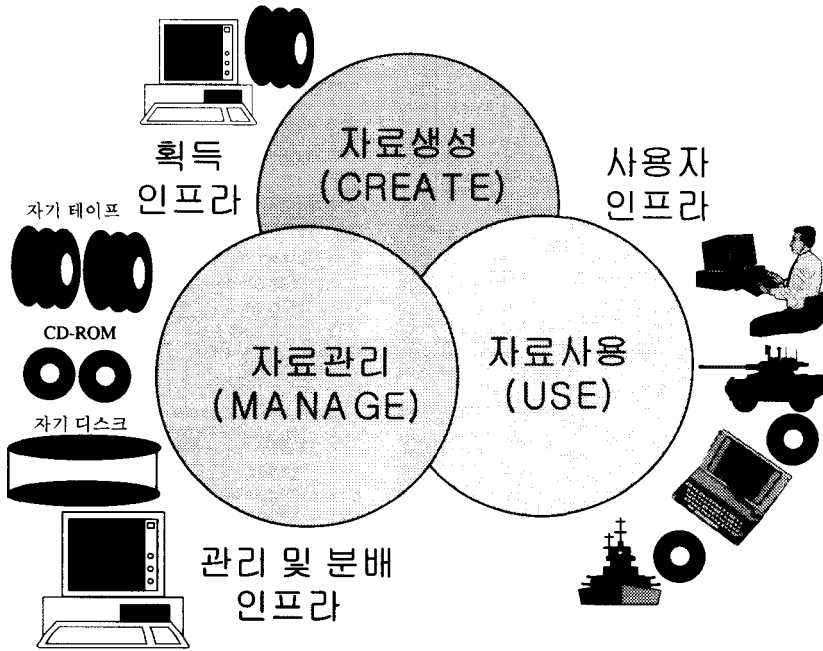 자료생성
(CREATE)
획득
인프라
사용자
인프라
자기 테이프
CD-ROM
자기 디스크
자료관리
(MANAGE)
자료사용
(USE)
관리 및 분배
인프라